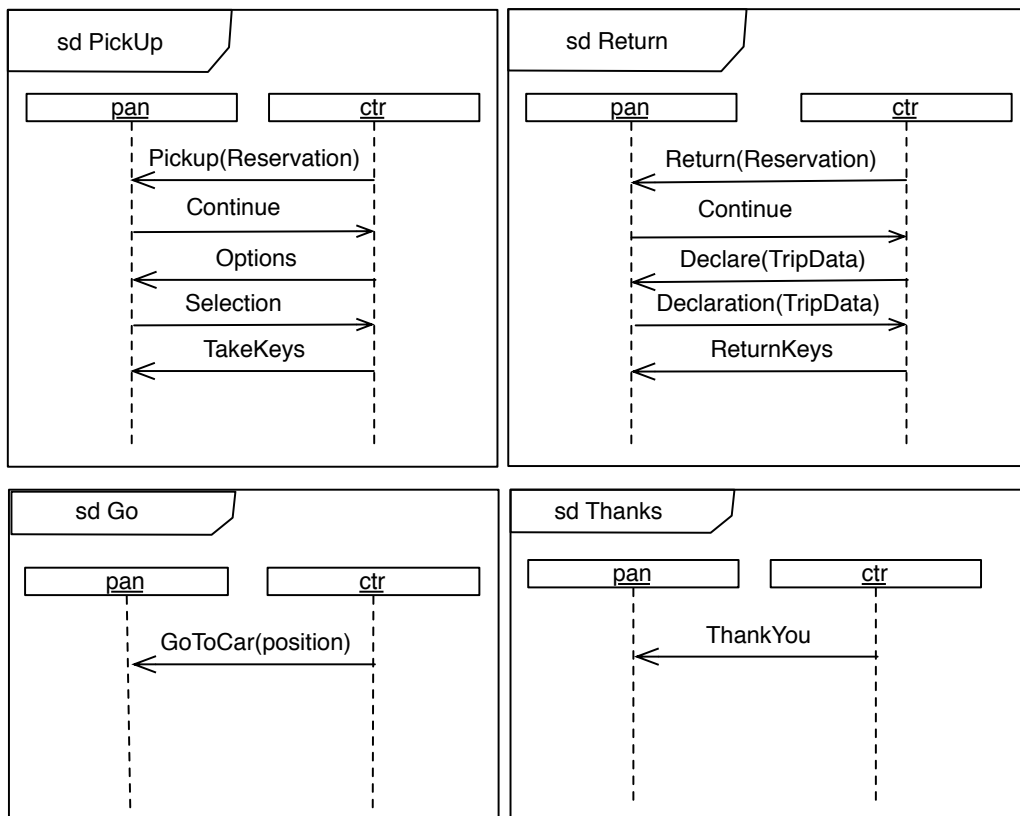 sd PickUp
pan
ctr
Pickup(Reservation)
Continue
Options
Selection
TakeKeys
sd Return
pan
ctr
Return(Reservation)
Continue
Declare(TripData)
Declaration(TripData)
ReturnKeys
sd Go
pan
ctr
GoToCar(position)
sd Thanks
pan
ctr
ThankYou